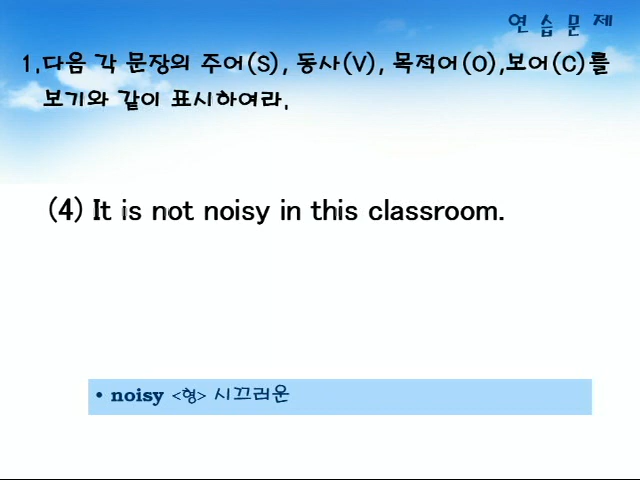 연 습 문 제
1.다음 각 문장의 주어(S), 동사(V), 목적어(O),보어(C)를
보기와 같이 표시하여라.
(4) It is not noisy in this classroom.
• noisy <형> 시끄러운